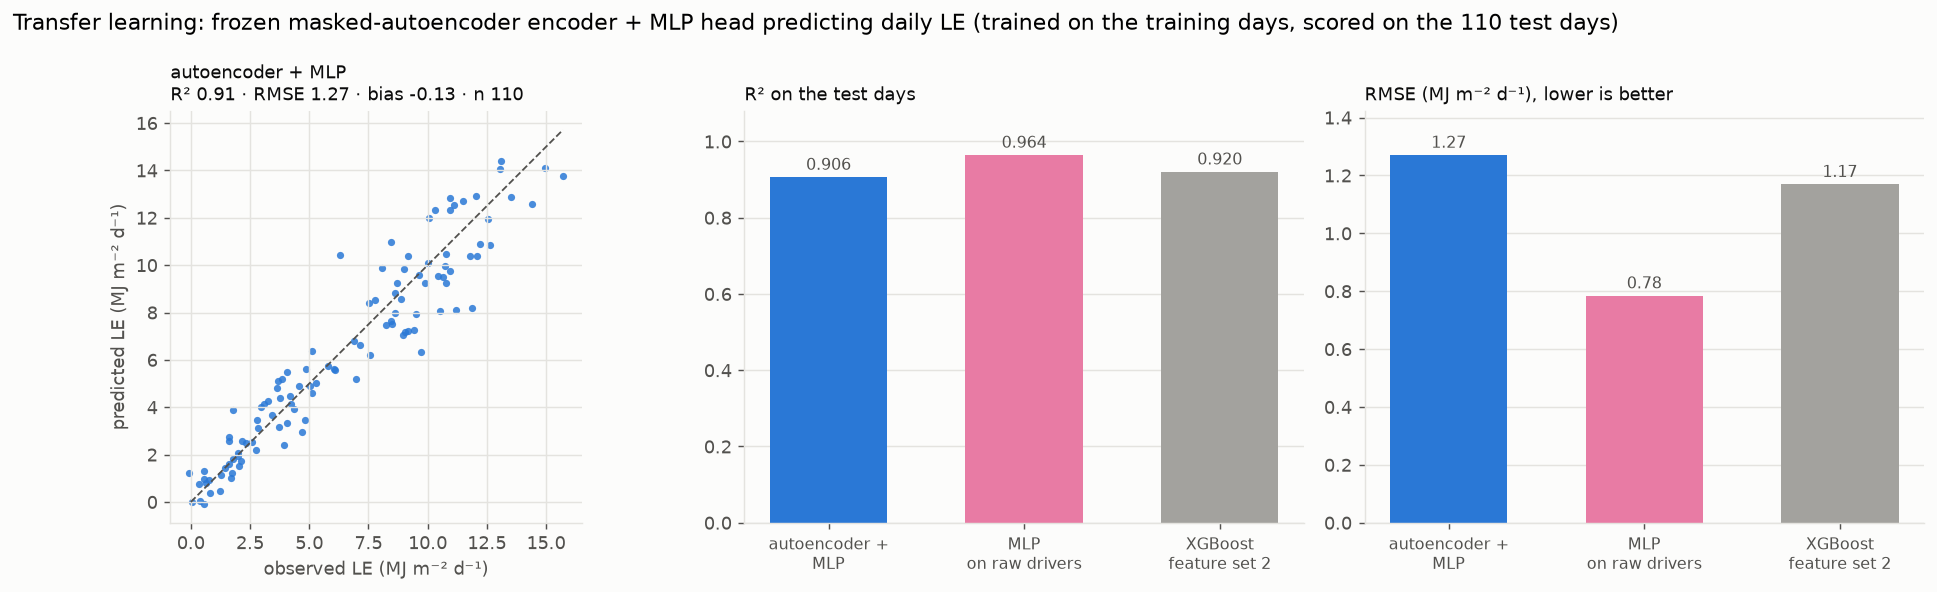 Transfer learning: frozen masked-autoencoder encoder + MLP head predicting daily LE (trained on the training days, scored on the 110 test days)
autoencoder + MLP
R² 0.91 · RMSE 1.27 · bias -0.13 · n 110
16
14
12
10
8
6
4
2
0
predicted LE (MJ m⁻² d⁻¹)
0.0 2.5 5.0 7.5 10.0 12.5 15.0
observed LE (MJ m⁻² d⁻¹)
R² on the test days
1.0
0.8
0.6
0.4
0.2
0.0
0.906
0.964
0.920
autoencoder +
MLP
MLP
on raw drivers
XGBoost
feature set 2
RMSE (MJ m⁻² d⁻¹), lower is better
1.4
1.2
1.0
0.8
0.6
0.4
0.2
0.0
1.27
0.78
1.17
autoencoder +
MLP
MLP
on raw drivers
XGBoost
feature set 2